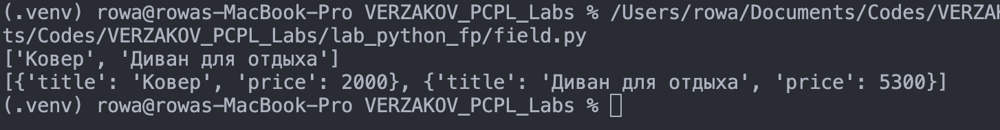 (.venv) rowa@rowas-MacBook-Pro VERZAKOV_PCPL_Labs % /Users/rowa/Documents/Codes/VERZA
ts/Codes/VERZAKOV_PCPL_Labs/lab_python_fp/field.py
['Ковер', 'Диван для отдыха']
[{'title': 'Ковер', 'price': 2000}, {'title': 'Диван для отдыха', 'price': 5300}]
(.venv) rowa@rowas-MacBook-Pro VERZAKOV_PCPL_Labs %